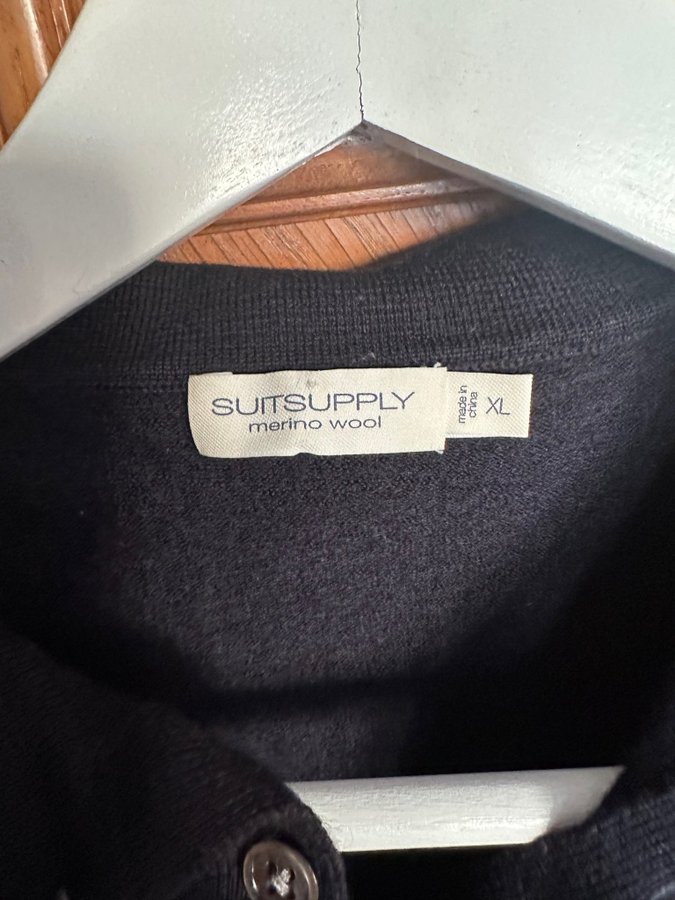 SUITSUPPLY
merino wool
made in
china
XL